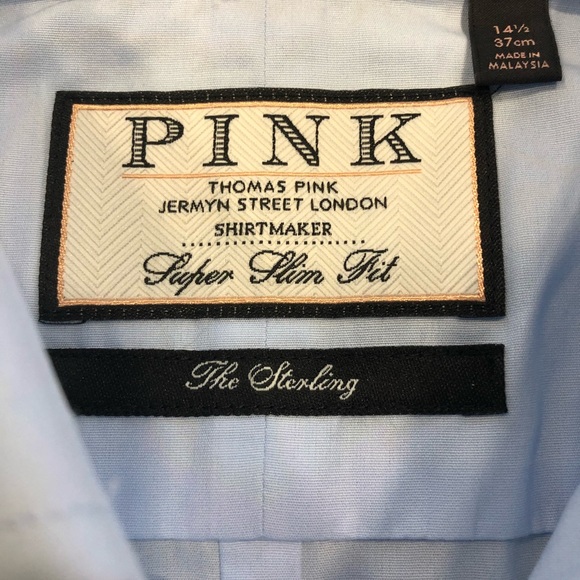 14½
37cm
MADE IN
MALAYSIA
PINK
THOMAS PINK
JERMYN STREET LONDON
SHIRTMAKER
Super Slim Fit
The Sterling